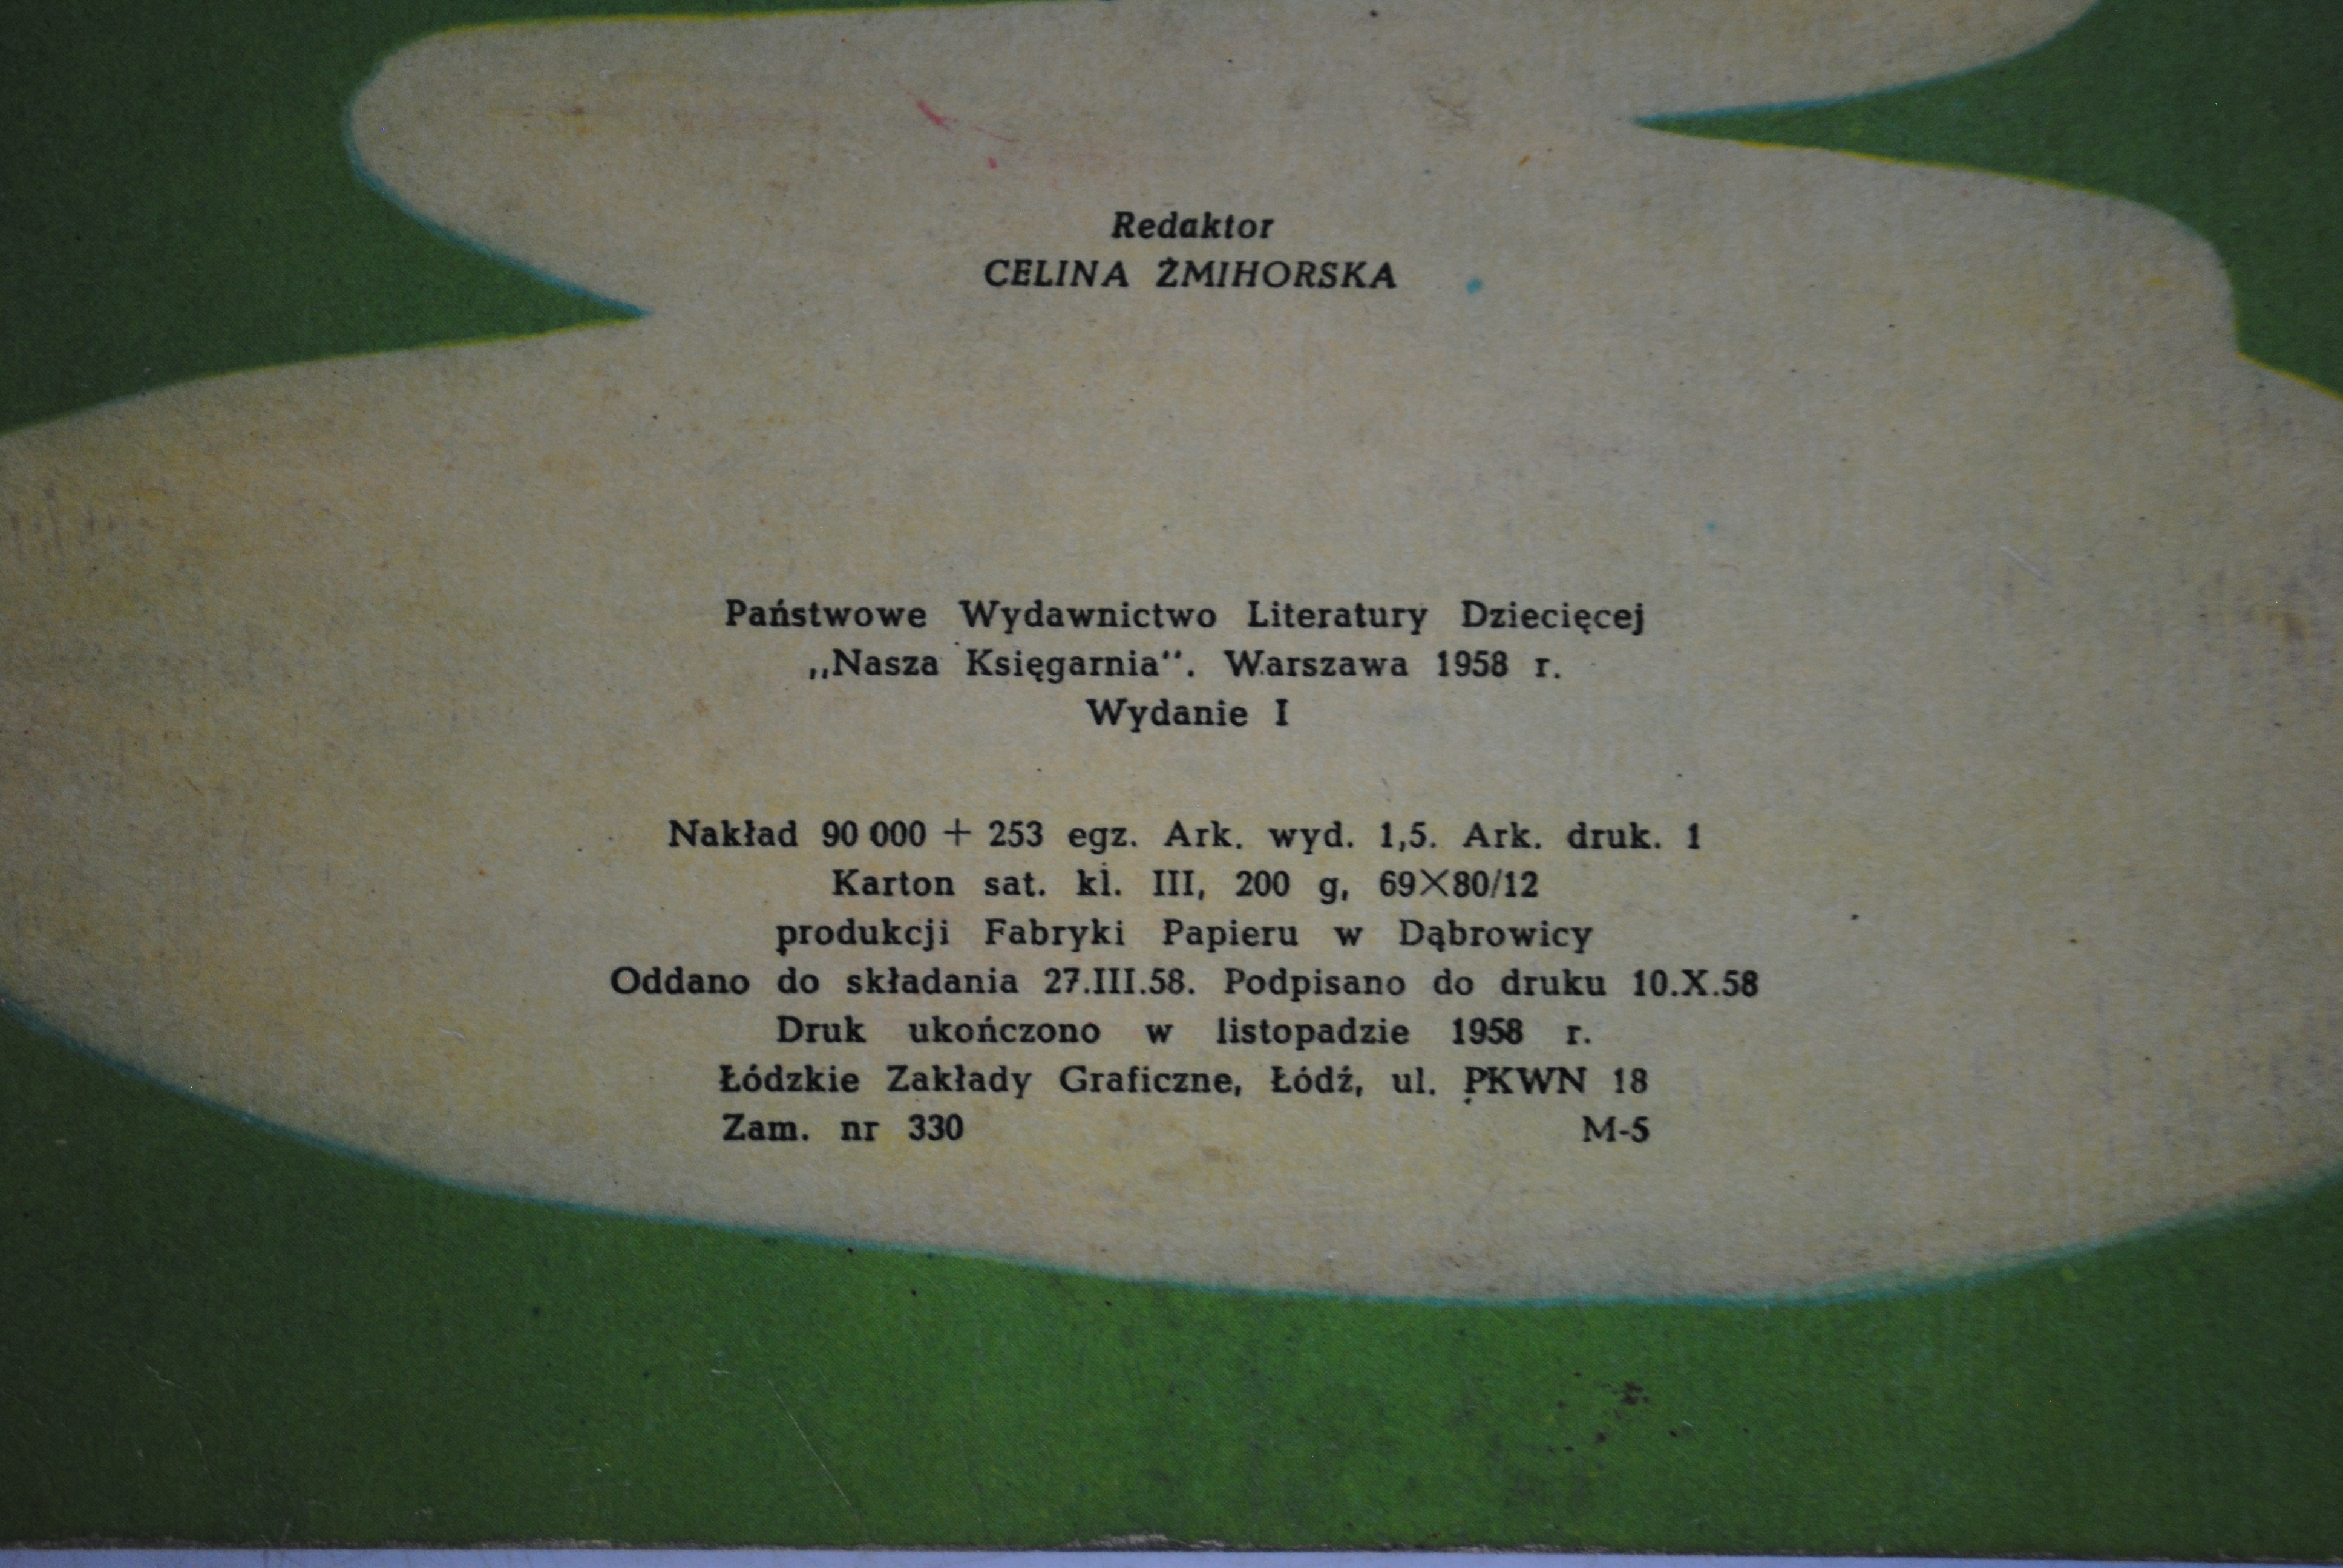 Redaktor
CELINA ŻMIHORSKA
Państwowe Wydawnictwo Literatury Dziecięcej
„Nasza Księgarnia”. Warszawa 1958 r.
Wydanie I
Nakład 90 000 + 253 egz. Ark. wyd. 1,5. Ark. druk. 1
Karton sat. kl. III, 200 g, 69×80/12
produkcji Fabryki Papieru w Dąbrowicy
Oddano do składania 27.III.58. Podpisano do druku 10.X.58
Druk ukończono w listopadzie 1958 r.
Łódzkie Zakłady Graficzne, Łódź, ul. PKWN 18
Zam. nr 330 M-5